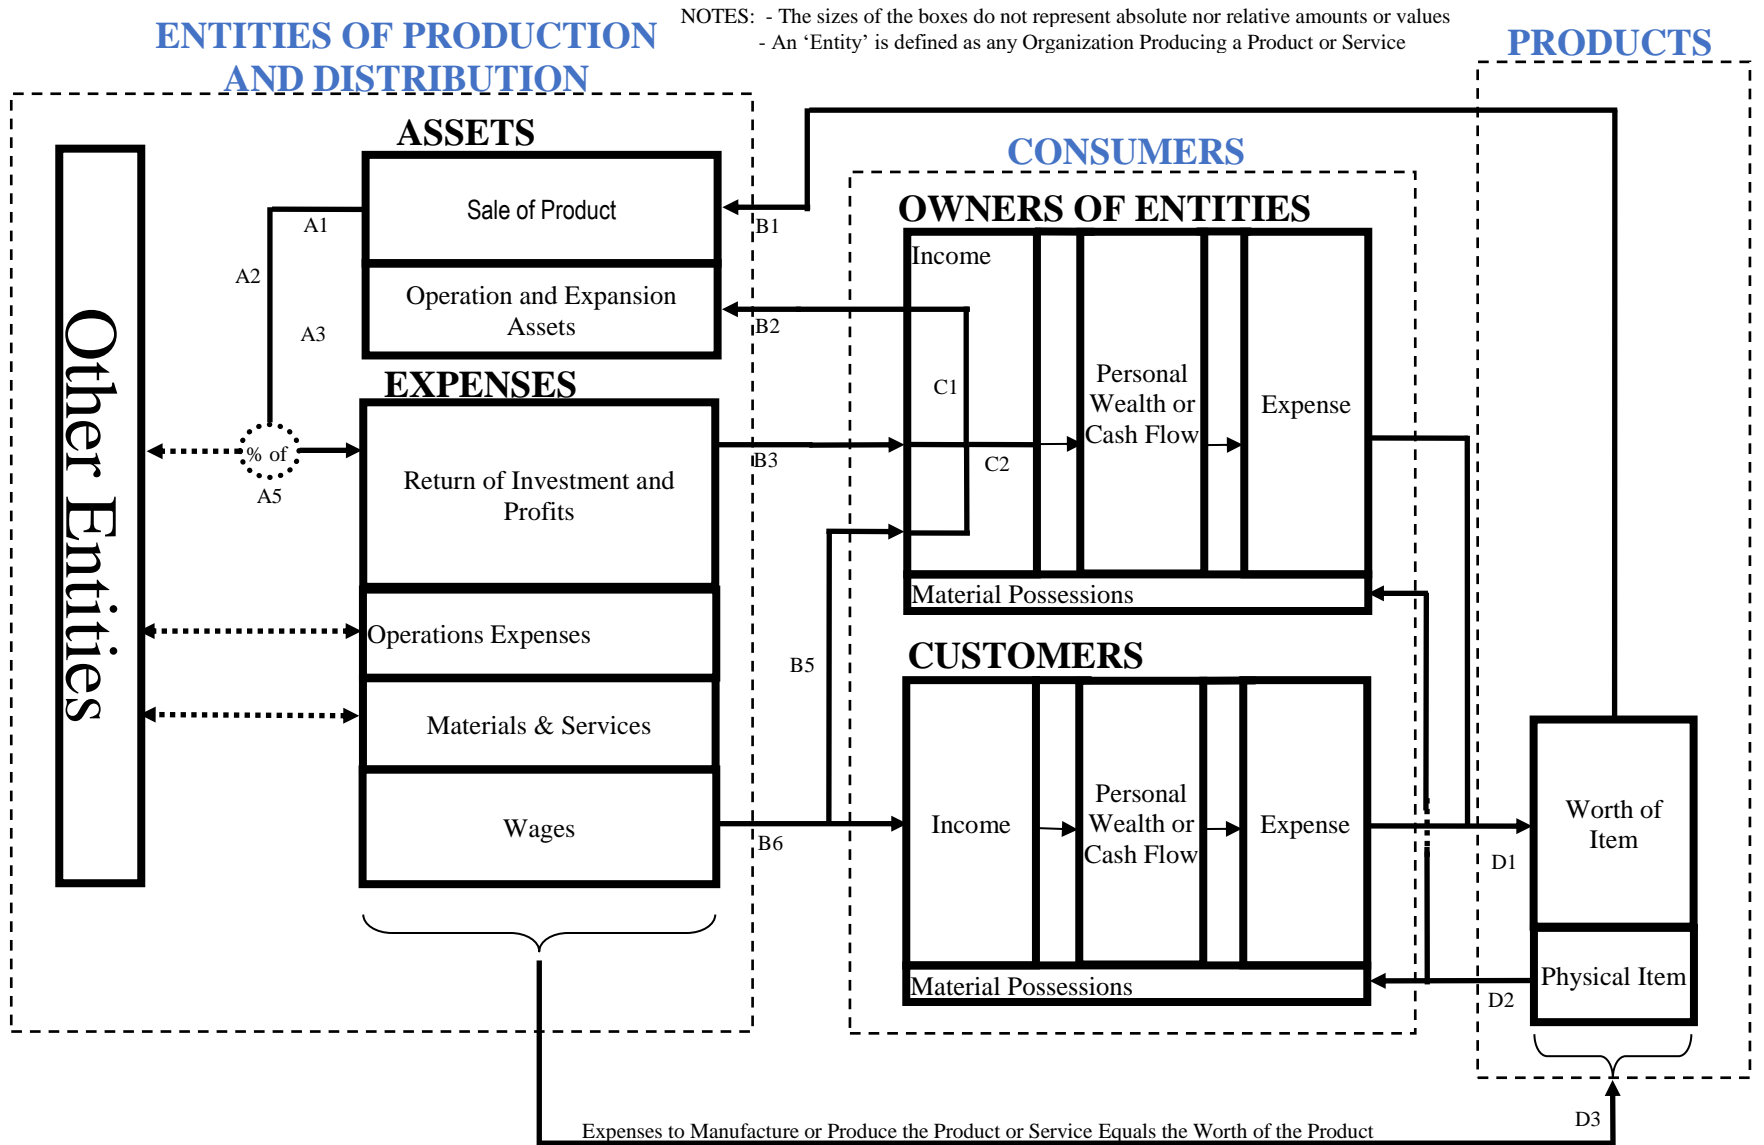 NOTES:  - The sizes of the boxes do not represent absolute nor relative amounts or values
- An ‘Entity’ is defined as any Organization Producing a Product or Service
ENTITIES OF PRODUCTION
AND DISTRIBUTION
PRODUCTS
Other Entities
ASSETS
Sale of Product
Operation and Expansion
Assets
A1
A2
A3
% of
A5
EXPENSES
Return of Investment and
Profits
Operations Expenses
Materials & Services
Wages
B1
B2
B3
B5
B6
CONSUMERS
OWNERS OF ENTITIES
Income
C1
C2
Personal
Wealth or
Cash Flow
Expense
Material Possessions
CUSTOMERS
Income
Personal
Wealth or
Cash Flow
Expense
Material Possessions
D1
D2
Worth of
Item
Physical Item
D3
Expenses to Manufacture or Produce the Product or Service Equals the Worth of the Product